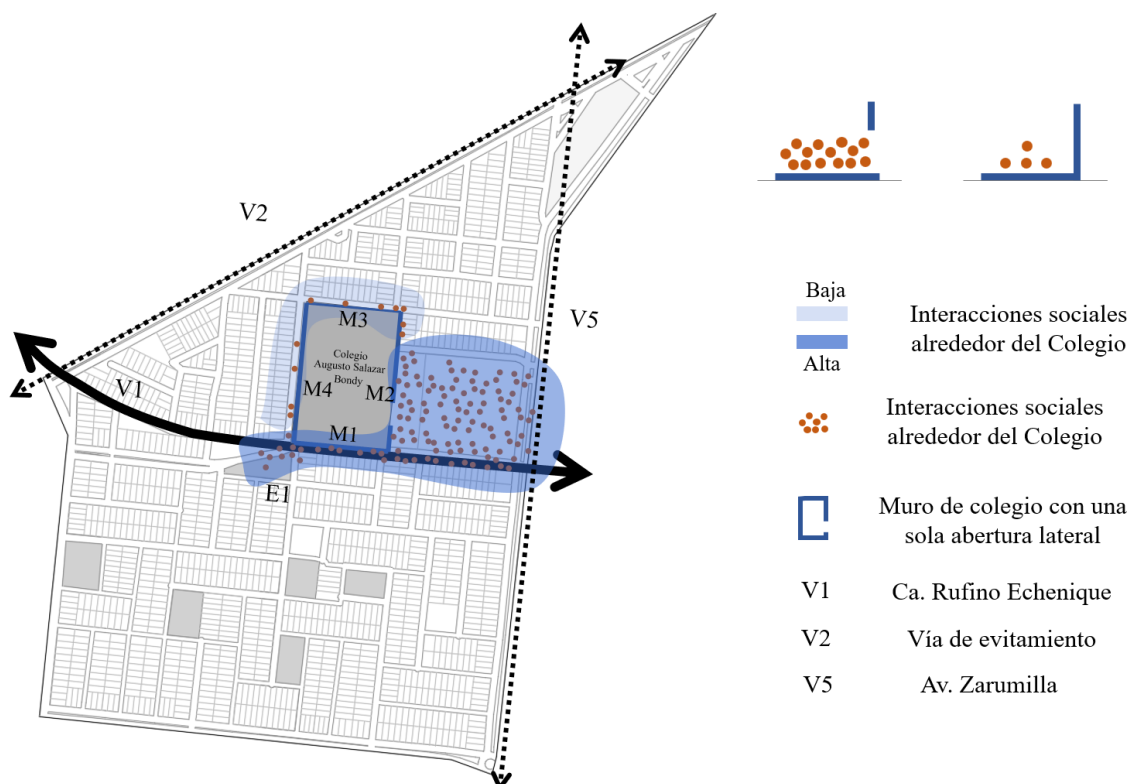 V2
V5
V1
M3
Colegio
Augusto Salazar
Bondy
M4
M2
M1
E1
Baja
Alta
Interacciones sociales
alrededor del Colegio
Interacciones sociales
alrededor del Colegio
Muro de colegio con una
sola abertura lateral
V1 Ca. Rufino Echenique
V2 Vía de evitamiento
V5 Av. Zarumilla